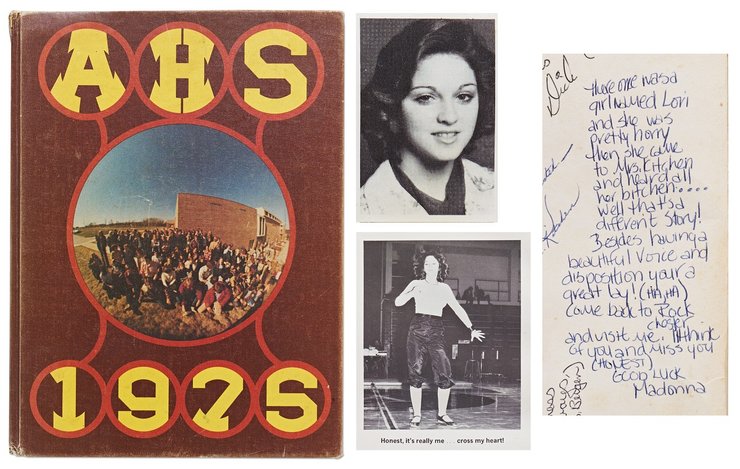 AHS
1975
Honest, it's really me . . . cross my heart!
There once was a
girl named Lori
and she was
pretty horny
then she came
to Mrs. Kitchen
and heard all
her bitchen....
well that's a
different story!
Besides having a
beautiful voice and
disposition your a
great lay! (HA, HA)
Come back to Rock
chester
and visit me. I'll think
of you and miss you
(HONEST)
Good Luck
Madonna